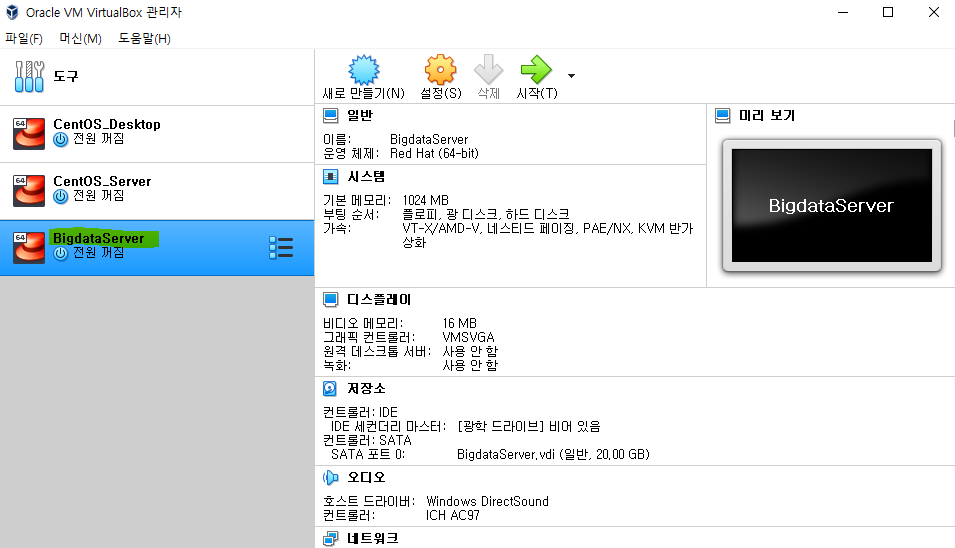 Oracle VM VirtualBox 관리자
파일(F) 머신(M) 도움말(H)
도구
새로 만들기(N) 설정(S) 삭제 시작(T)
64 CentOS_Desktop
전원 꺼짐
64 CentOS_Server
전원 꺼짐
64 BigdataServer
전원 꺼짐
일반
이름: BigdataServer
운영 체제: Red Hat (64-bit)
시스템
기본 메모리: 1024 MB
부팅 순서: 플로피, 광 디스크, 하드 디스크
가속: VT-x/AMD-V, 네스티드 페이징, PAE/NX, KVM 반가
상화
미리 보기
BigdataServer
디스플레이
비디오 메모리: 16 MB
그래픽 컨트롤러: VMSVGA
원격 데스크톱 서버: 사용 안 함
녹화: 사용 안 함
저장소
컨트롤러: IDE
IDE 세컨더리 마스터: [광학 드라이브] 비어 있음
컨트롤러: SATA
SATA 포트 0: BigdataServer.vdi (일반, 20.00 GB)
오디오
호스트 드라이버: Windows DirectSound
컨트롤러: ICH AC97
네트워크